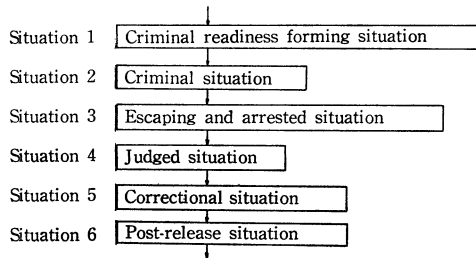 Situation 1 Criminal readiness forming situation
Situation 2 Criminal situation
Situation 3 Escaping and arrested situation
Situation 4 Judged situation
Situation 5 Correctional situation
Situation 6 Post-release situation